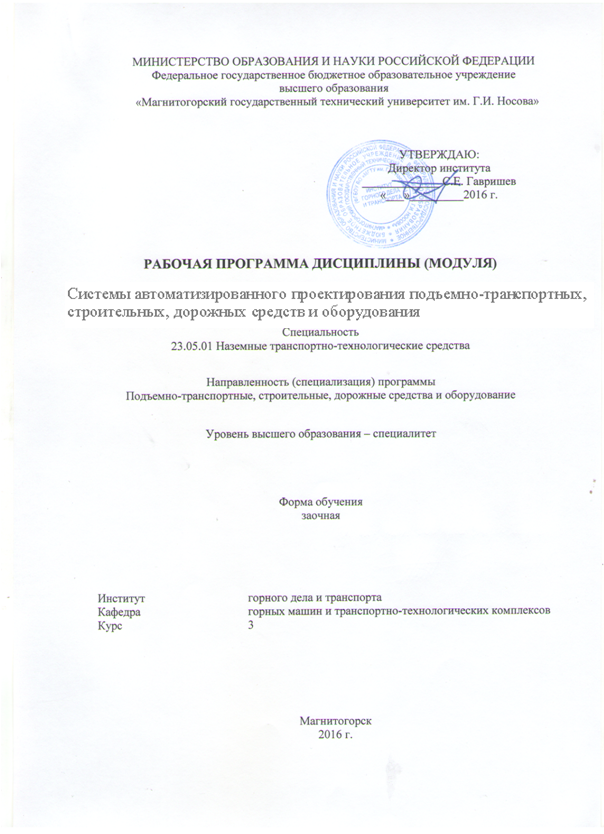 МИНИСТЕРСТВО ОБРАЗОВАНИЯ И НАУКИ РОССИЙСКОЙ ФЕДЕРАЦИИ
Федеральное государственное бюджетное образовательное учреждение
высшего образования
«Магнитогорский государственный технический университет им. Г.И. Носова»
УТВЕРЖДАЮ:
Директор института
С.Е. Гавришев
«___» _________2016 г.
РАБОЧАЯ ПРОГРАММА ДИСЦИПЛИНЫ (МОДУЛЯ)
Системы автоматизированного проектирования подъемно-транспортных,
строительных, дорожных средств и оборудования
Специальность
23.05.01 Наземные транспортно-технологические средства
Направленность (специализация) программы
Подъемно-транспортные, строительные, дорожные средства и оборудование
Уровень высшего образования – специалитет
Форма обучения
заочная
Институт горного дела и транспорта
Кафедра горных машин и транспортно-технологических комплексов
Курс 3
Магнитогорск
2016 г.